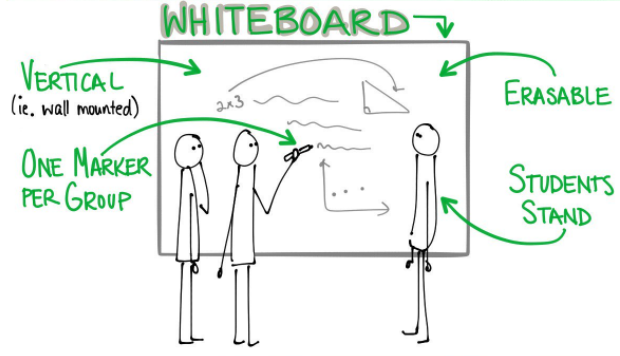 WHITEBOARD
VERTICAL
(ie. wall mounted)
ERASABLE
2x3
ONE MARKER
PER GROUP
STUDENTS
STAND